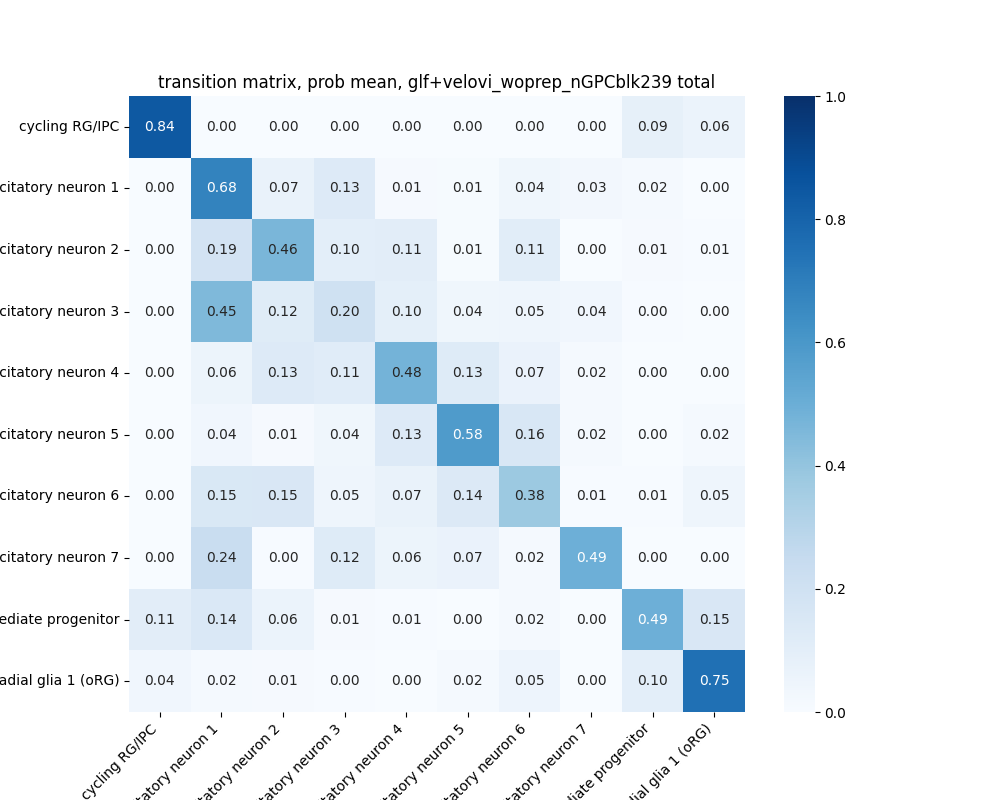 transition matrix, prob mean, glf+velovi_woprep_nGPCblk239 total
cycling RG/IPC 0.84 0.00 0.00 0.00 0.00 0.00 0.00 0.00 0.09 0.06
citatory neuron 1 0.00 0.68 0.07 0.13 0.01 0.01 0.04 0.03 0.02 0.00
citatory neuron 2 0.00 0.19 0.46 0.10 0.11 0.01 0.11 0.00 0.01 0.01
citatory neuron 3 0.00 0.45 0.12 0.20 0.10 0.04 0.05 0.04 0.00 0.00
citatory neuron 4 0.00 0.06 0.13 0.11 0.48 0.13 0.07 0.02 0.00 0.00
citatory neuron 5 0.00 0.04 0.01 0.04 0.13 0.58 0.16 0.02 0.00 0.02
citatory neuron 6 0.00 0.15 0.15 0.05 0.07 0.14 0.38 0.01 0.01 0.05
citatory neuron 7 0.00 0.24 0.00 0.12 0.06 0.07 0.02 0.49 0.00 0.00
ediate progenitor 0.11 0.14 0.06 0.01 0.01 0.00 0.02 0.00 0.49 0.15
adial glia 1 (oRG) 0.04 0.02 0.01 0.00 0.00 0.02 0.05 0.00 0.10 0.75
cycling RG/IPC
tatory neuron 1
tatory neuron 2
tatory neuron 3
tatory neuron 4
tatory neuron 5
tatory neuron 6
tatory neuron 7
diate progenitor
dial glia 1 (oRG)
1.0
0.8
0.6
0.4
0.2
0.0